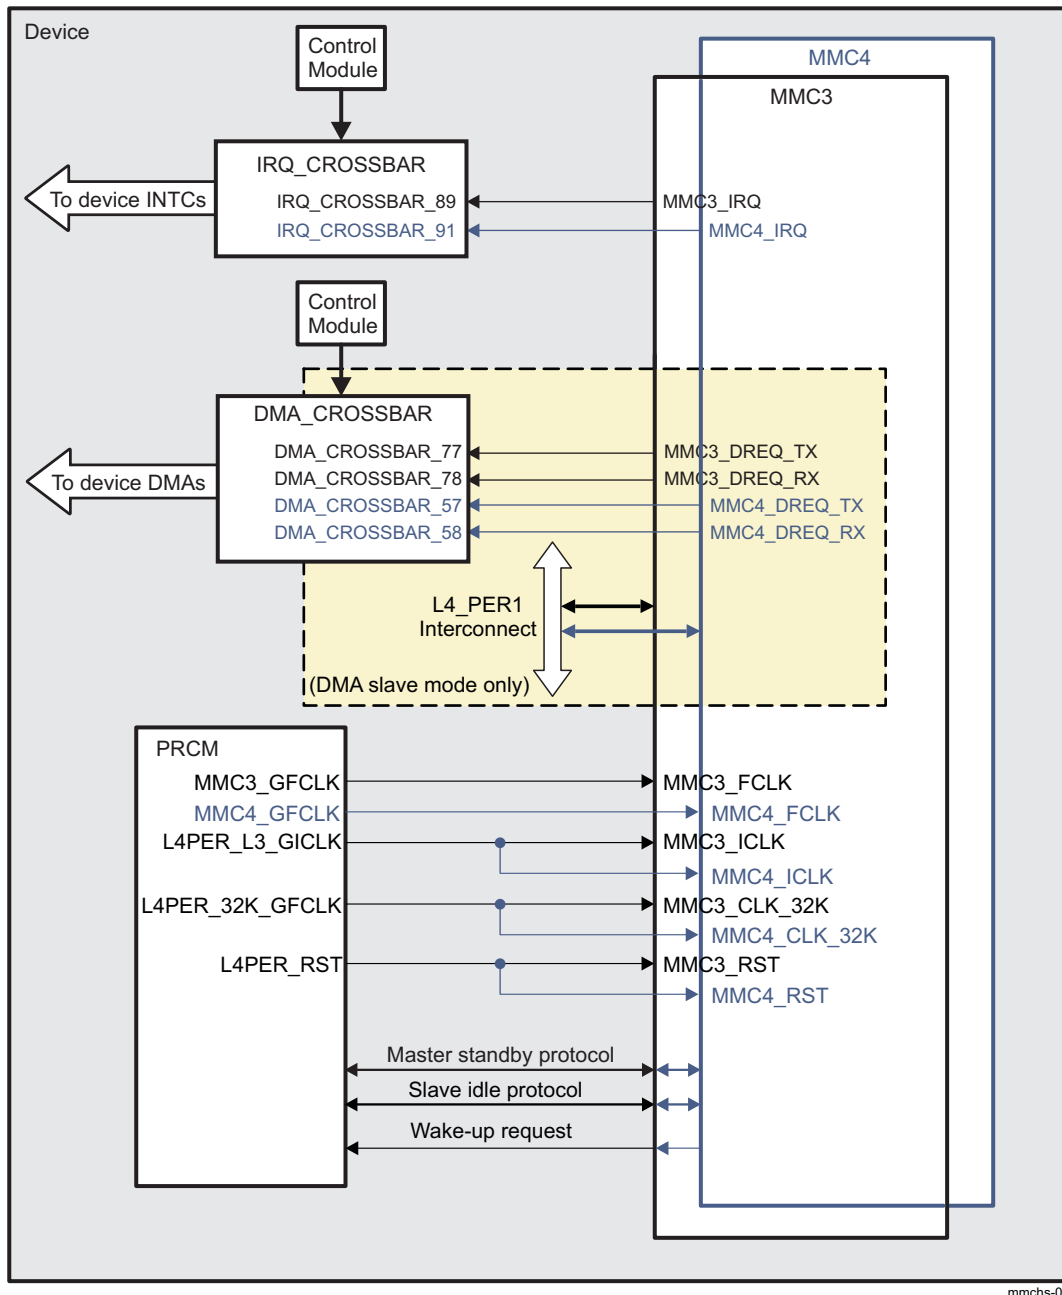 Device
Control
Module
MMC4
MMC3
IRQ_CROSSBAR
To device INTCs
IRQ_CROSSBAR_89
MMC3_IRQ
IRQ_CROSSBAR_91
MMC4_IRQ
Control
Module
DMA_CROSSBAR
DMA_CROSSBAR_77
MMC3_DREQ_TX
To device DMAs
DMA_CROSSBAR_78
MMC3_DREQ_RX
DMA_CROSSBAR_57
MMC4_DREQ_TX
DMA_CROSSBAR_58
MMC4_DREQ_RX
L4_PER1
Interconnect
(DMA slave mode only)
PRCM
MMC3_GFCLK
MMC3_FCLK
MMC4_GFCLK
MMC4_FCLK
L4PER_L3_GICLK
MMC3_ICLK
MMC4_ICLK
L4PER_32K_GFCLK
MMC3_CLK_32K
MMC4_CLK_32K
L4PER_RST
MMC3_RST
MMC4_RST
Master standby protocol
Slave idle protocol
Wake-up request
mmchs-0